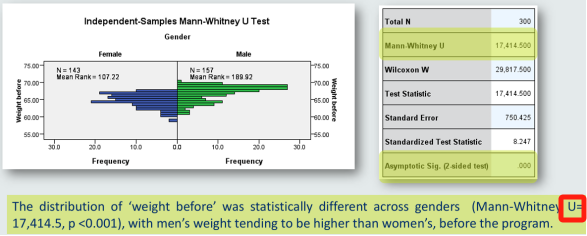 Independent-Samples Mann-Whitney U Test
Gender
Female
Male
N = 143
Mean Rank = 107.22
N = 157
Mean Rank = 189.92
Weight before
75.00
70.00
65.00
60.00
55.00
75.00
70.00
65.00
60.00
55.00
Weight before
30.0 20.0 10.0 0.0 10.0 20.0 30.0
Frequency
Frequency
Total N 300
Mann-Whitney U 17,414.500
Wilcoxon W 29,817.500
Test Statistic 17,414.500
Standard Error 750.425
Standardized Test Statistic 8.247
Asymptotic Sig. (2-sided test) .000
The distribution of ‘weight before’ was statistically different across genders (Mann-Whitney U=
17,414.5, p <0.001), with men’s weight tending to be higher than women’s, before the program.